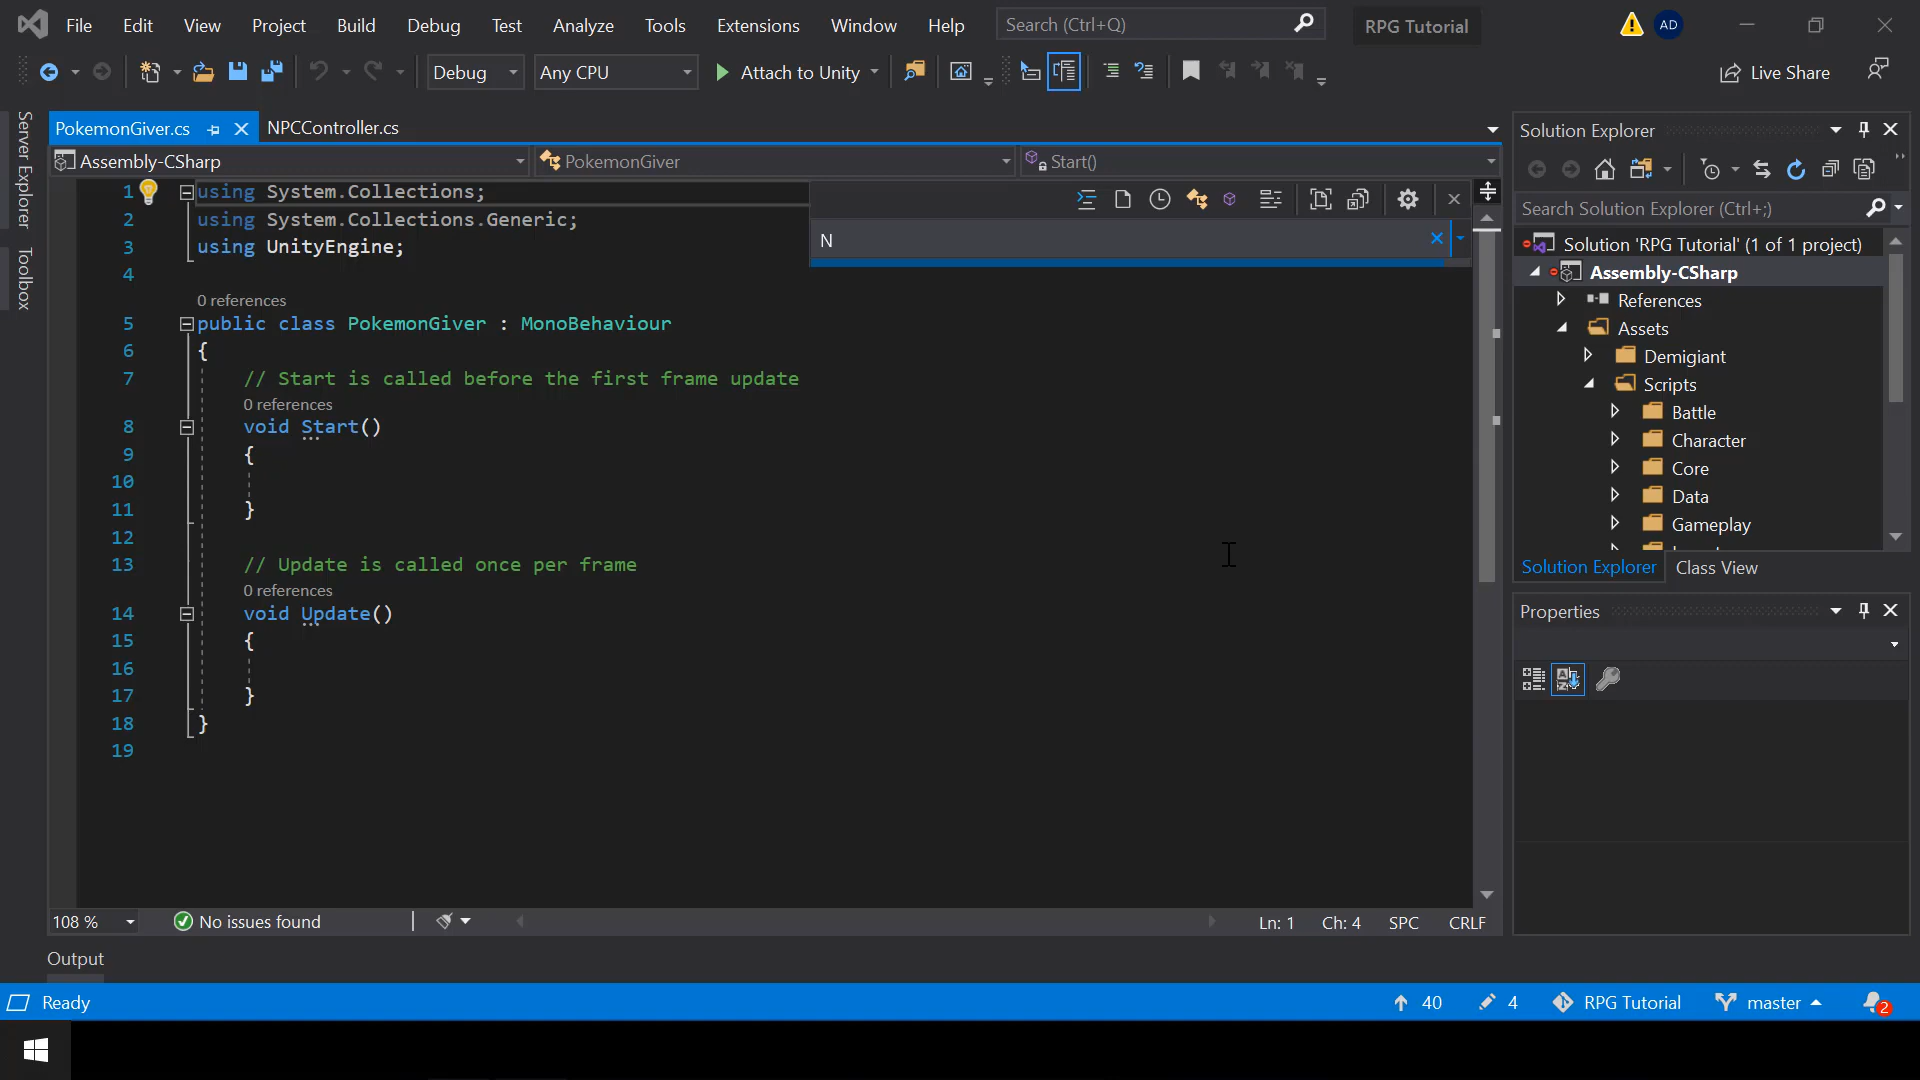 File Edit View Project Build Debug Test Analyze Tools Extensions Window Help Search (Ctrl+Q) RPG Tutorial AD
Debug Any CPU Attach to Unity Live Share
Server Explorer
Toolbox
PokemonGiver.cs NPCController.cs
Assembly-CSharp PokemonGiver Start()
N
1 using System.Collections;
2 using System.Collections.Generic;
3 using UnityEngine;
4
0 references
5 public class PokemonGiver : MonoBehaviour
6 {
7 // Start is called before the first frame update
0 references
8 void Start()
9 {
10
11 }
12
13 // Update is called once per frame
0 references
14 void Update()
15 {
16
17 }
18 }
19
108 % No issues found Ln: 1 Ch: 4 SPC CRLF
Output
Solution Explorer
Search Solution Explorer (Ctrl+;)
Solution 'RPG Tutorial' (1 of 1 project)
Assembly-CSharp
References
Assets
Demigiant
Scripts
Battle
Character
Core
Data
Gameplay
Solution Explorer Class View
Properties
Ready 40 4 RPG Tutorial master 2